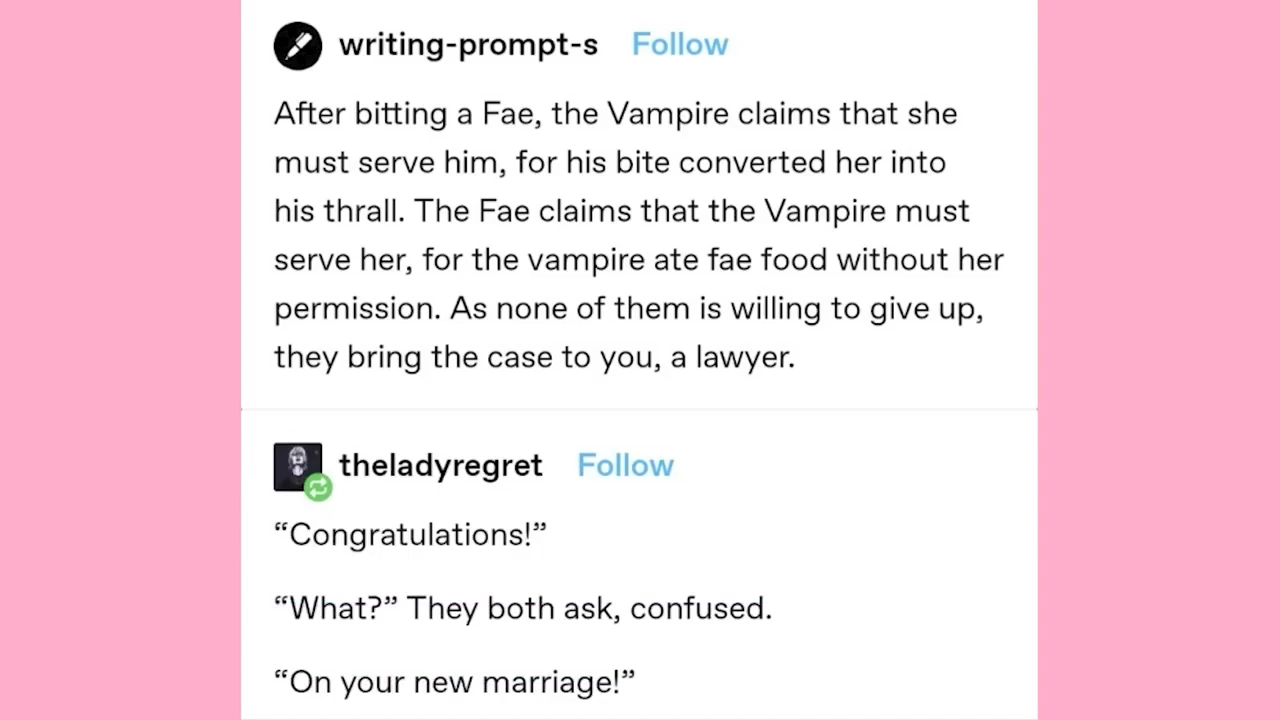 writing-prompt-s Follow
After bitting a Fae, the Vampire claims that she
must serve him, for his bite converted her into
his thrall. The Fae claims that the Vampire must
serve her, for the vampire ate fae food without her
permission. As none of them is willing to give up,
they bring the case to you, a lawyer.
theladyregret Follow
“Congratulations!”
“What?” They both ask, confused.
“On your new marriage!”